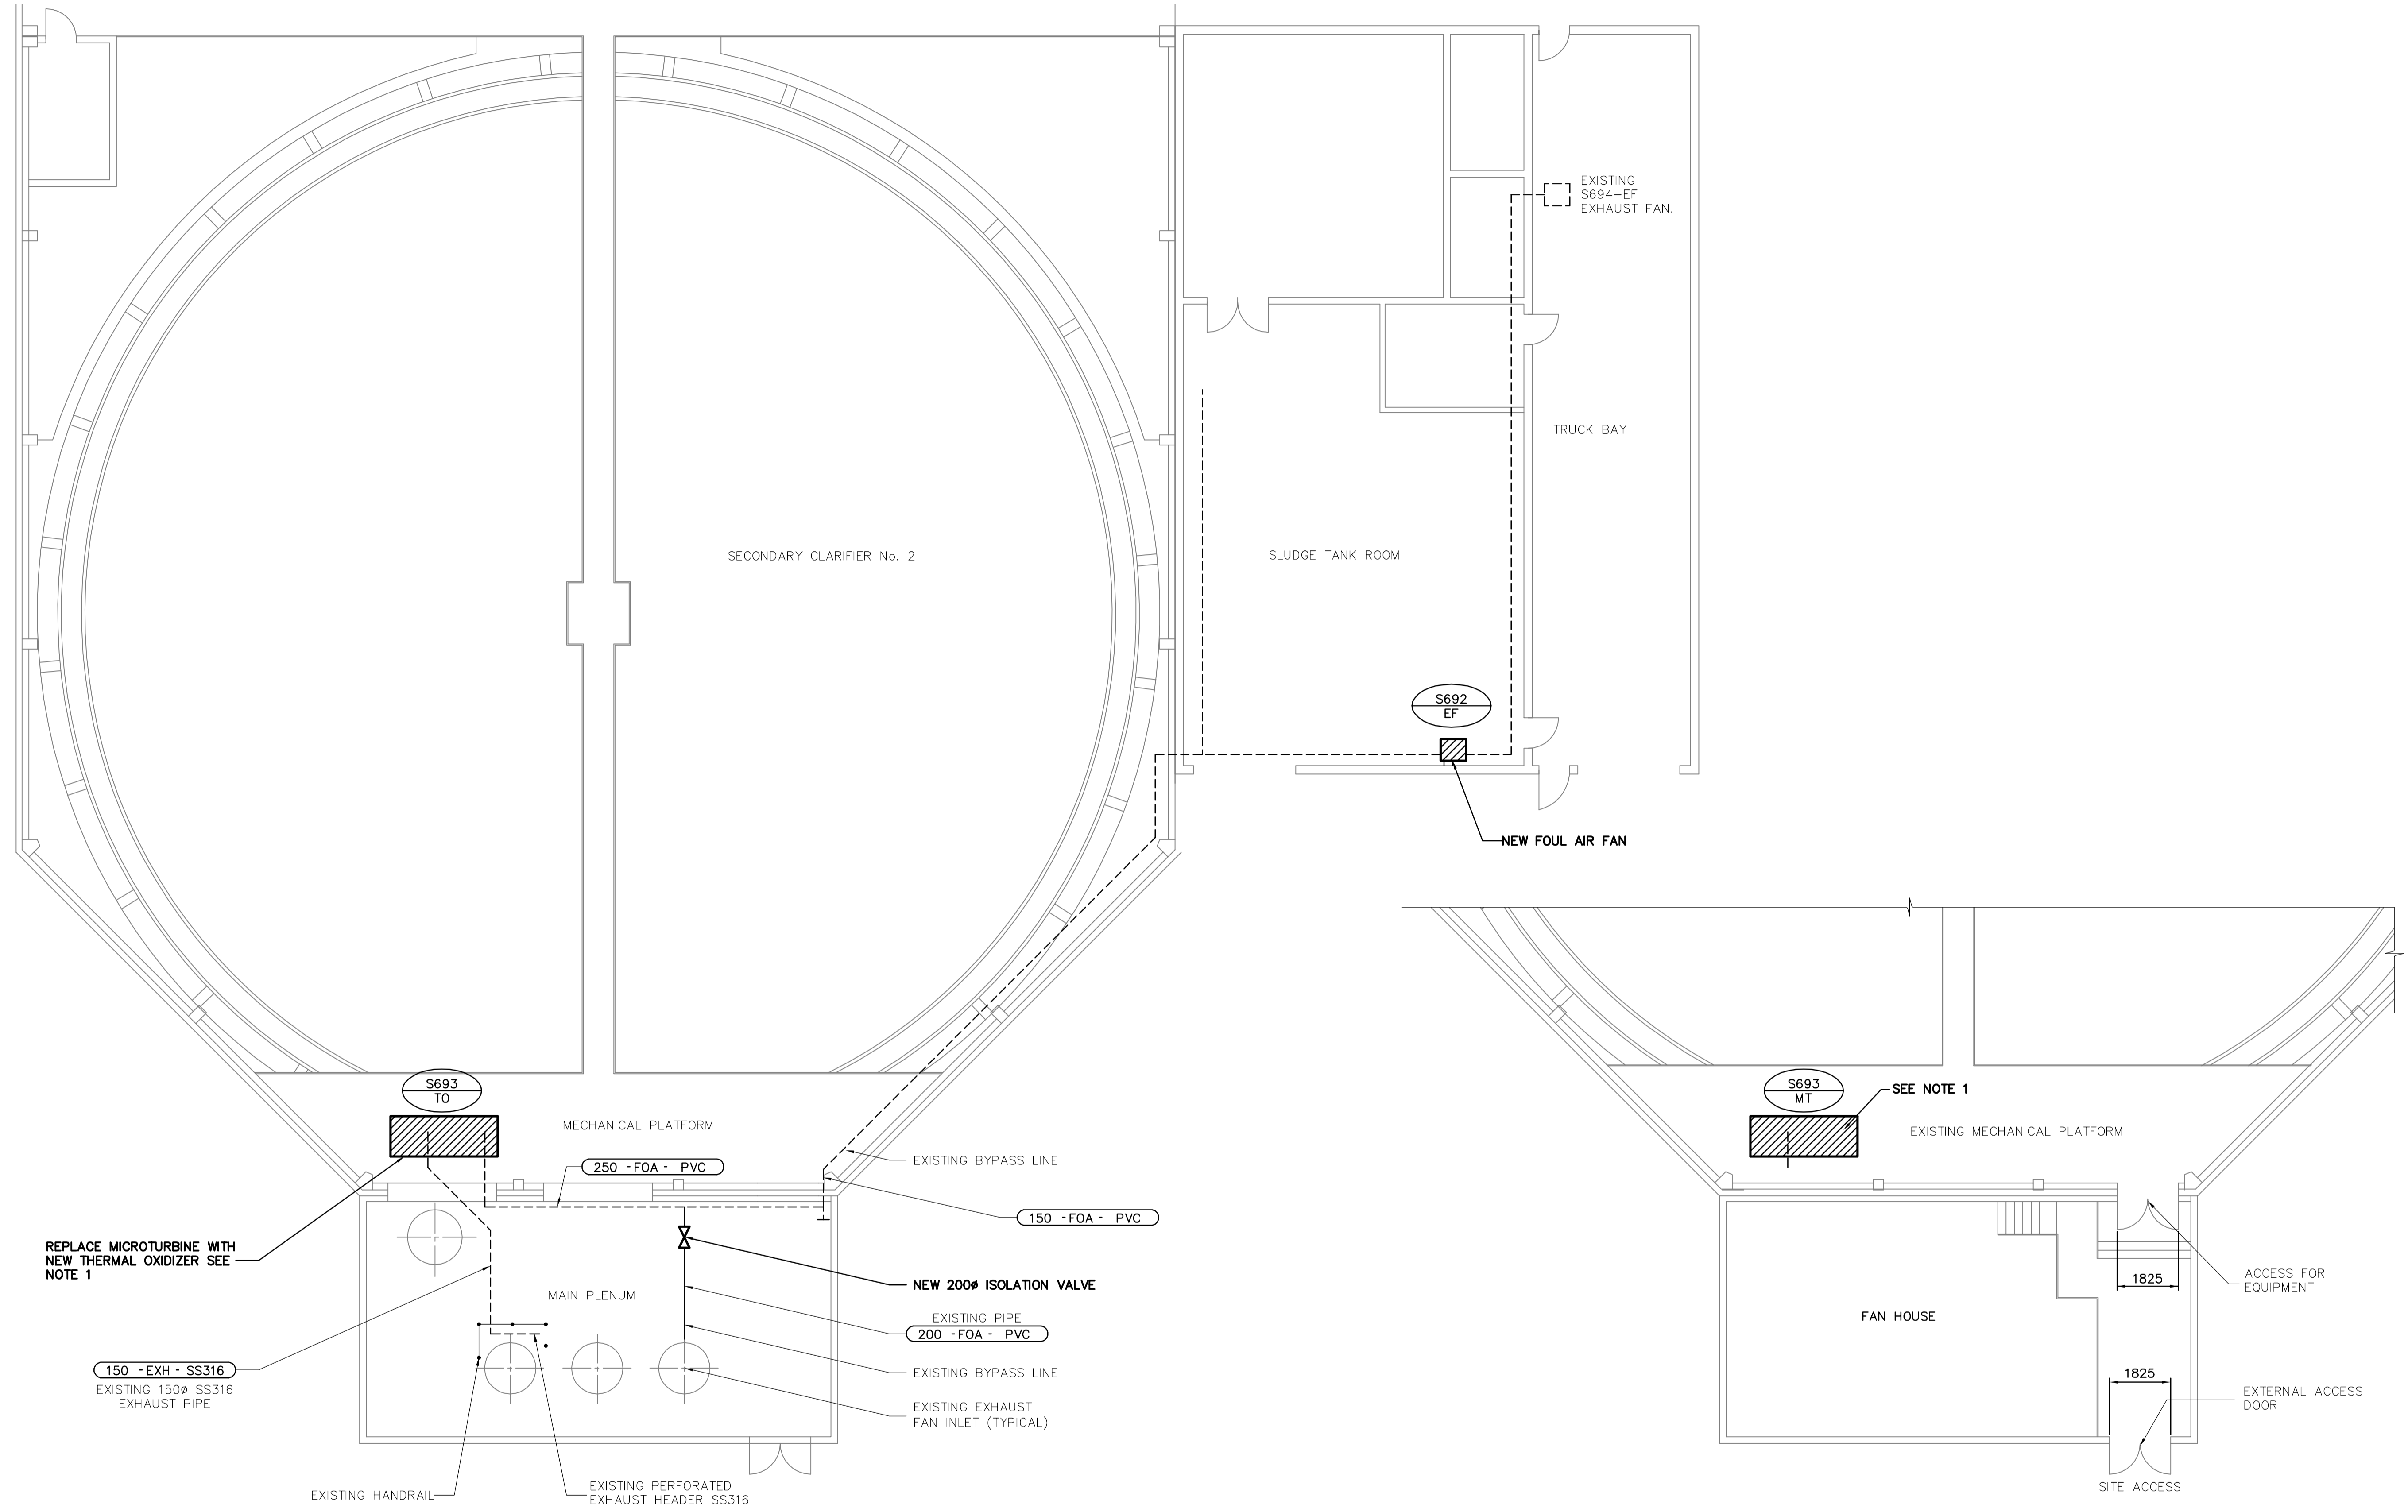 EXISTING
S694-EF
EXHAUST FAN.
TRUCK BAY
SECONDARY CLARIFIER No. 2
SLUDGE TANK ROOM
S692
EF
NEW FOUL AIR FAN
S693
TO
MECHANICAL PLATFORM
250 - FOA - PVC
EXISTING BYPASS LINE
150 - FOA - PVC
REPLACE MICROTURBINE WITH
NEW THERMAL OXIDIZER SEE
NOTE 1
NEW 200ø ISOLATION VALVE
MAIN PLENUM
EXISTING PIPE
200 - FOA - PVC
150 - EXH - SS316
EXISTING 150ø SS316
EXHAUST PIPE
EXISTING BYPASS LINE
EXISTING EXHAUST
FAN INLET (TYPICAL)
EXISTING HANDRAIL
EXISTING PERFORATED
EXHAUST HEADER SS316
S693
MT
SEE NOTE 1
EXISTING MECHANICAL PLATFORM
1825
ACCESS FOR
EQUIPMENT
FAN HOUSE
1825
EXTERNAL ACCESS
DOOR
SITE ACCESS